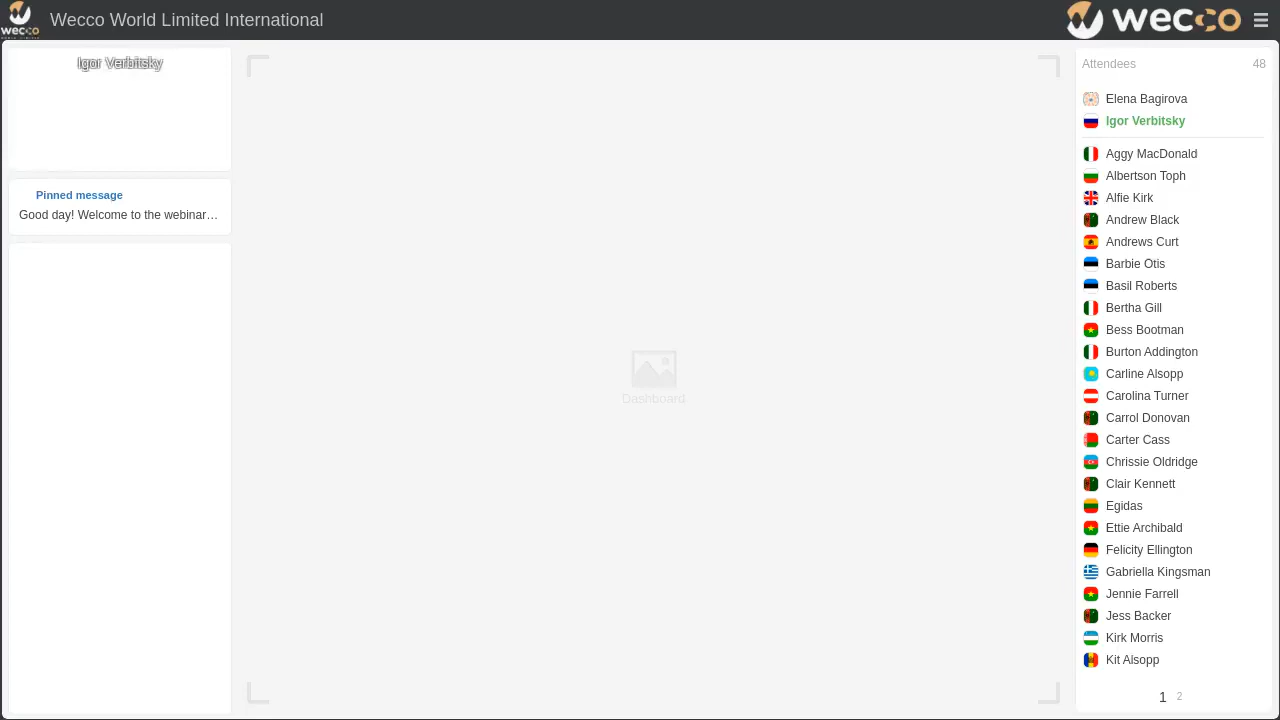 wecco
Wecco World Limited International
wecco
Igor Verbitsky
Pinned message
Good day! Welcome to the webinar…
Dashboard
Attendees 48
Elena Bagirova
Igor Verbitsky
Aggy MacDonald
Albertson Toph
Alfie Kirk
Andrew Black
Andrews Curt
Barbie Otis
Basil Roberts
Bertha Gill
Bess Bootman
Burton Addington
Carline Alsopp
Carolina Turner
Carrol Donovan
Carter Cass
Chrissie Oldridge
Clair Kennett
Egidas
Ettie Archibald
Felicity Ellington
Gabriella Kingsman
Jennie Farrell
Jess Backer
Kirk Morris
Kit Alsopp
1 2